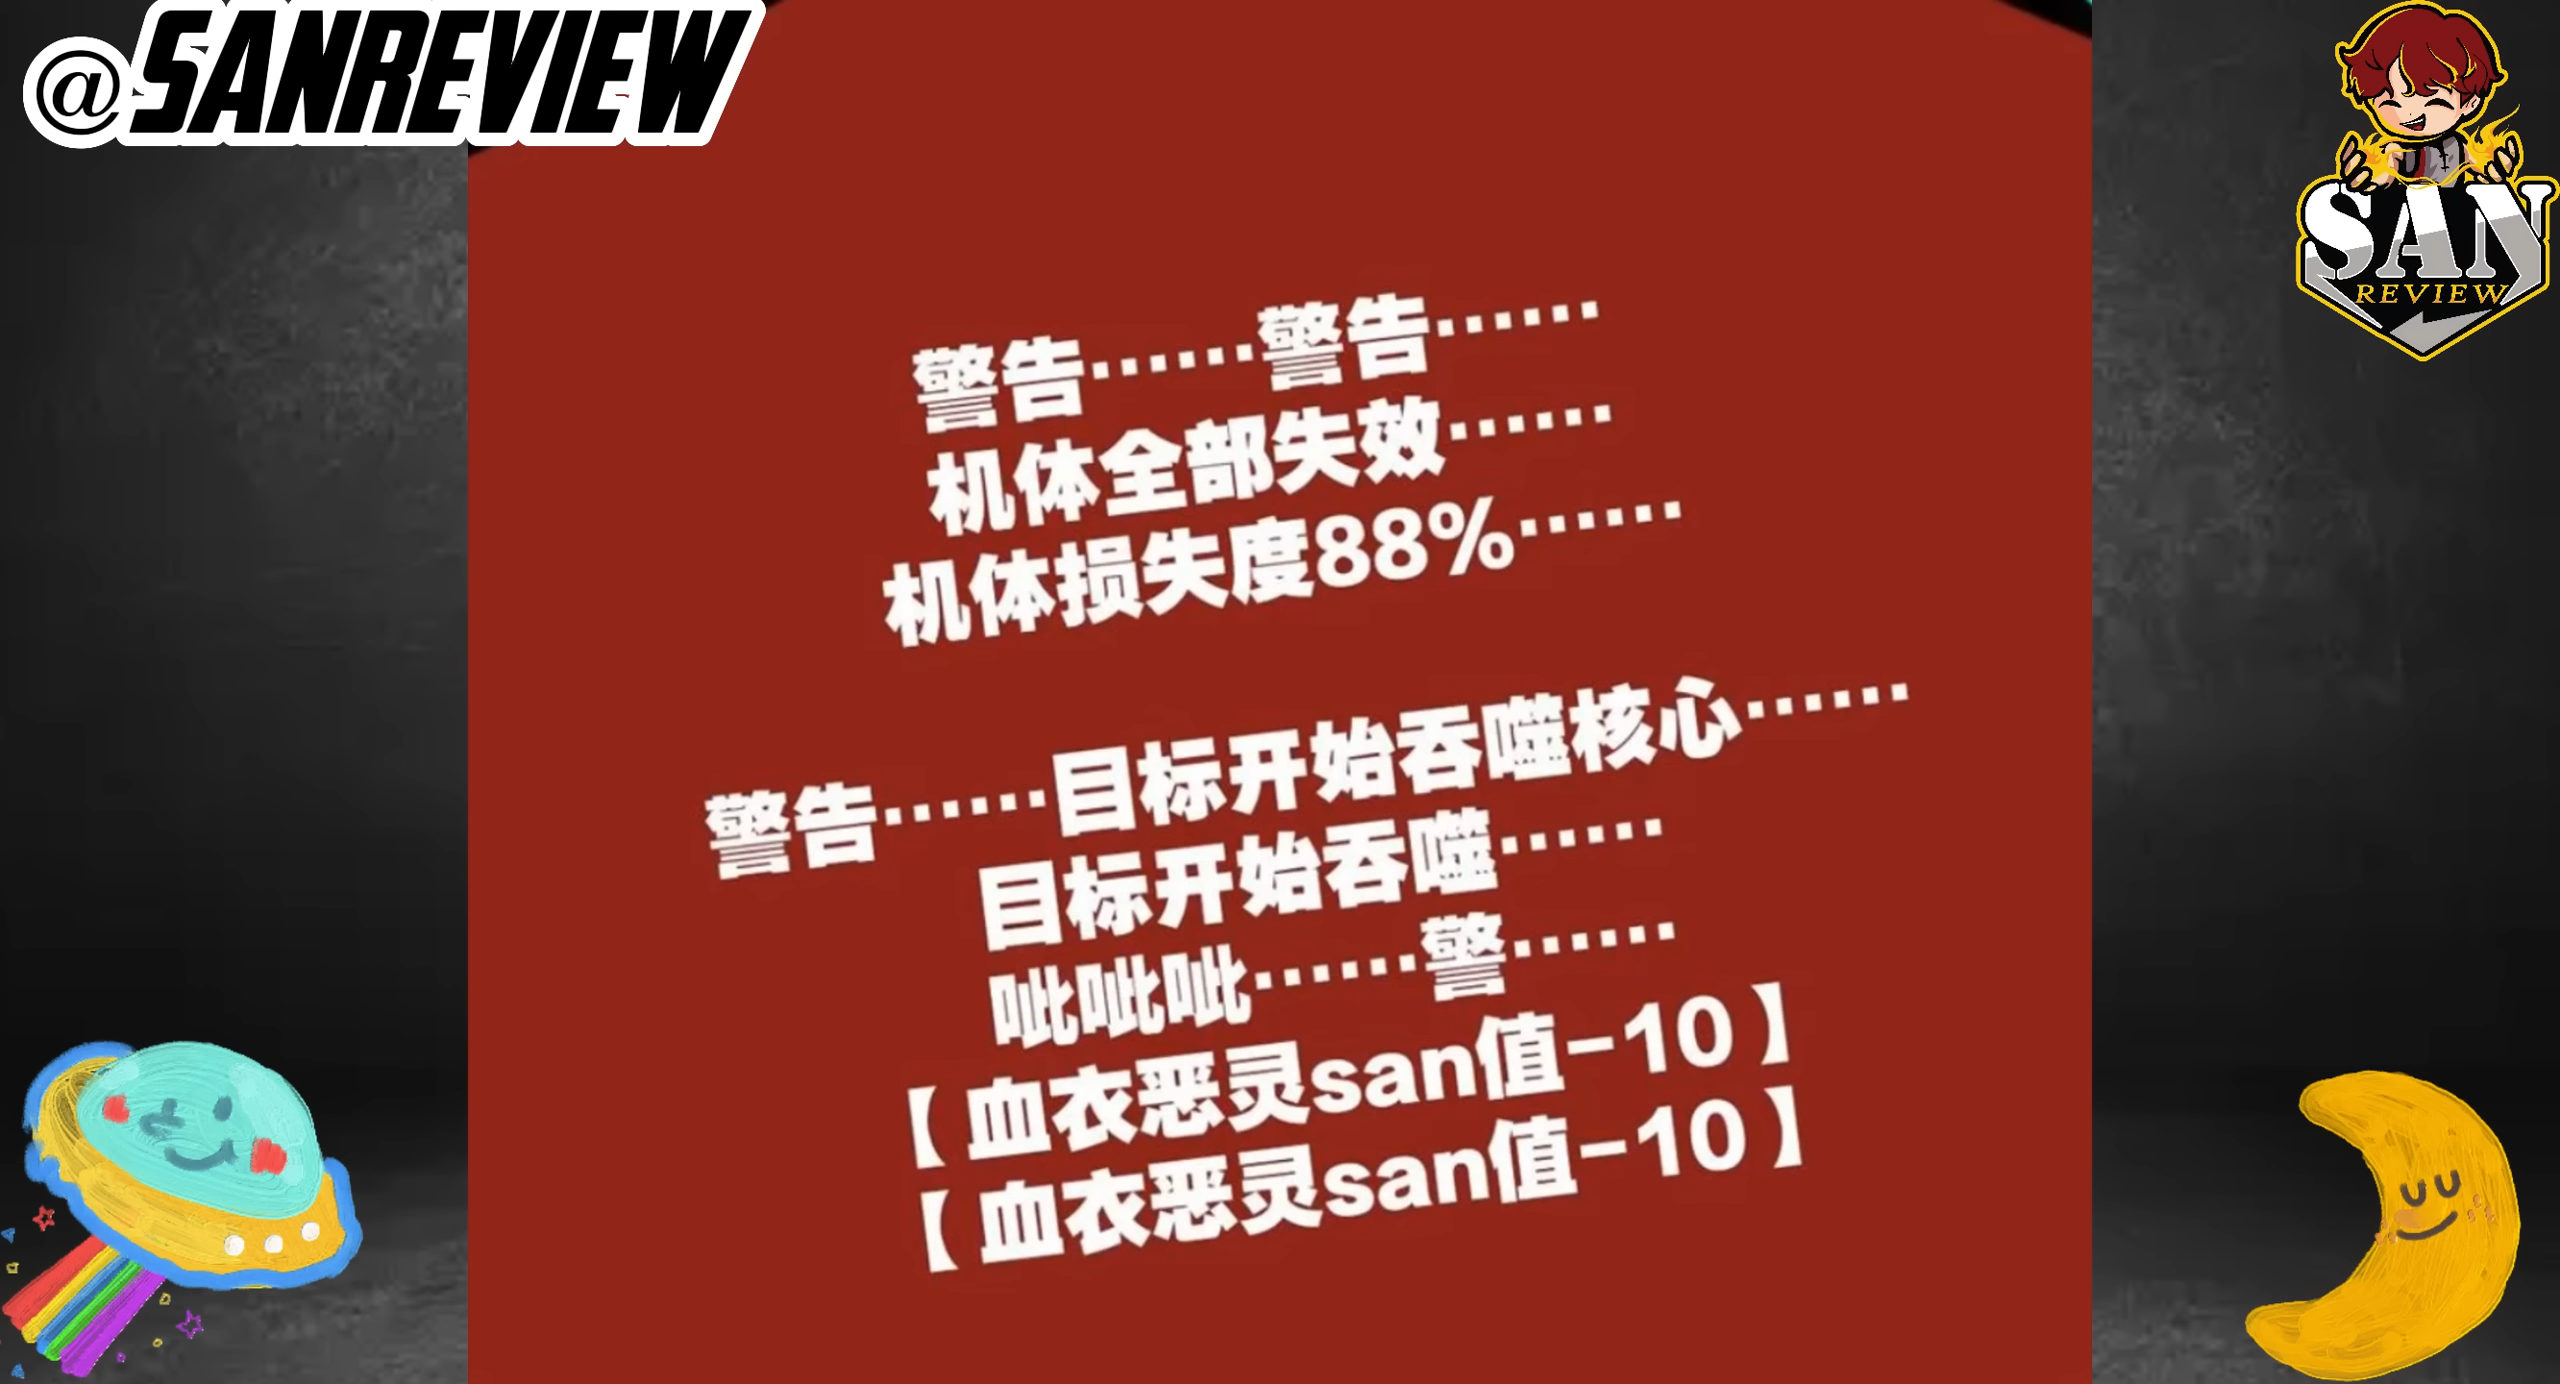 @SANREVIEW
SAN
REVIEW
警告……警告……
机体全部失效……
机体损失度88%……
警告……目标开始吞噬核心……
目标开始吞噬……
呲呲呲……警……
【血衣恶灵san值-10】
【血衣恶灵san值-10】